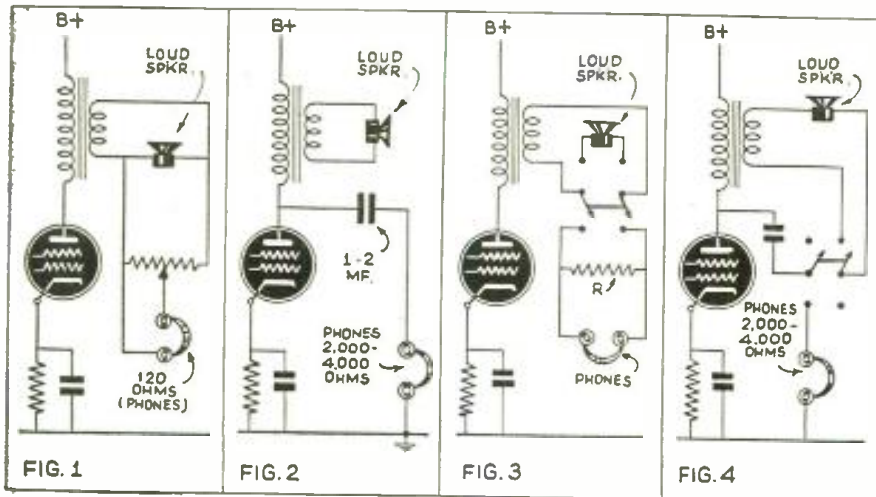 B+
LOUD
SPKR.
120
OHMS
(PHONES)
FIG. 1
B+
LOUD
SPKR.
1-2
MF.
PHONES
2,000-
4,000
OHMS
FIG. 2
B+
LOUD
SPKR.
R
PHONES
FIG. 3
B+
LOUD
SPKR.
PHONES
2,000-
4,000
OHMS
FIG. 4